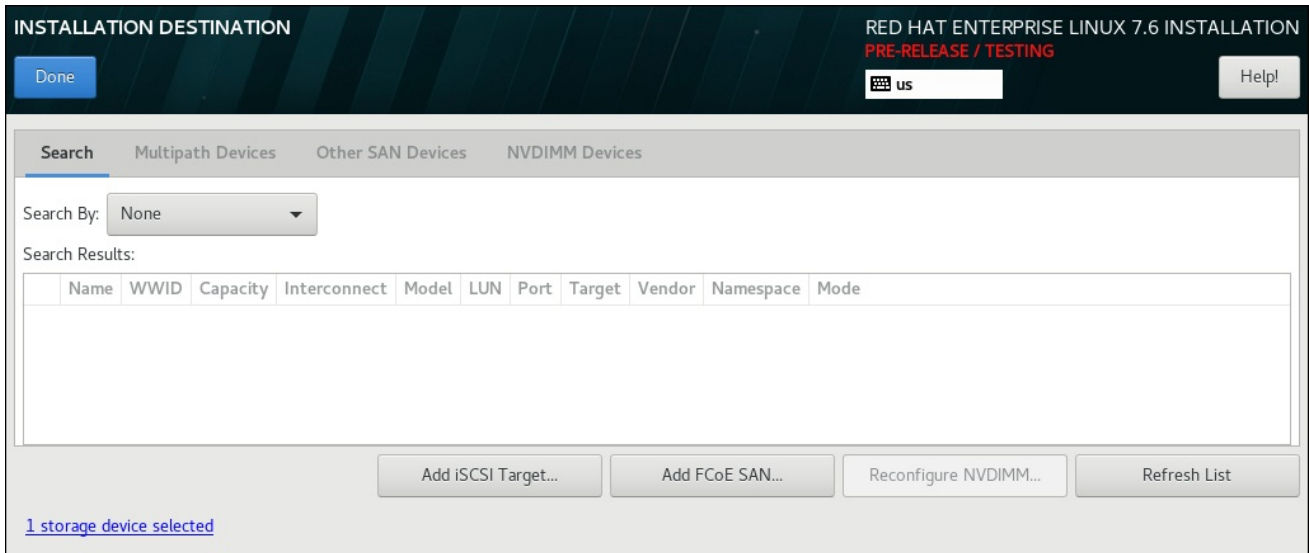 INSTALLATION DESTINATION
RED HAT ENTERPRISE LINUX 7.6 INSTALLATION
PRE-RELEASE / TESTING
Done
us
Help!
Search Multipath Devices Other SAN Devices NVDIMM Devices
Search By: None
Search Results:
Name WWID Capacity Interconnect Model LUN Port Target Vendor Namespace Mode
Add iSCSI Target... Add FCoE SAN... Reconfigure NVDIMM... Refresh List
1 storage device selected